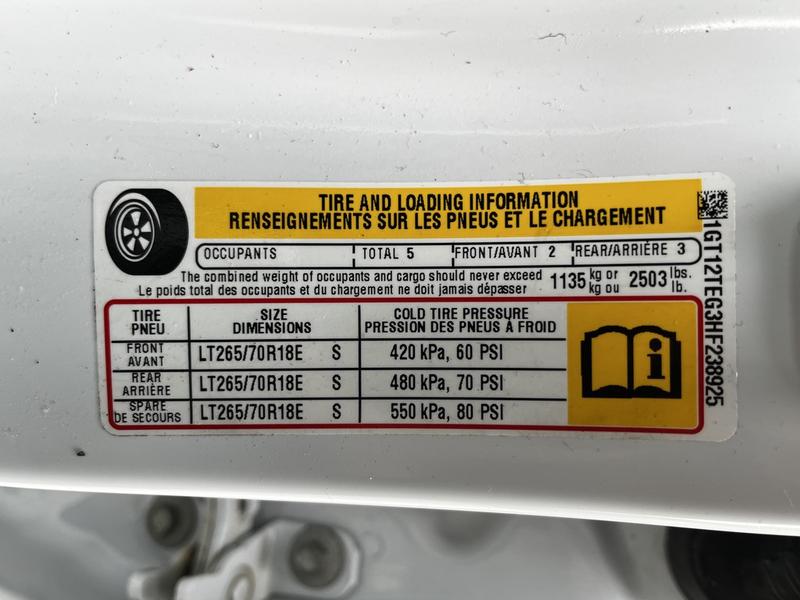 TIRE AND LOADING INFORMATION
RENSEIGNEMENTS SUR LES PNEUS ET LE CHARGEMENT
OCCUPANTS TOTAL 5 FRONT/AVANT 2 REAR/ARRIÈRE 3
The combined weight of occupants and cargo should never exceed 1135 kg or 2503 lbs.
Le poids total des occupants et du chargement ne doit jamais dépasser kg ou lb.
TIRE SIZE COLD TIRE PRESSURE
PNEU DIMENSIONS PRESSION DES PNEUS À FROID
FRONT
AVANT LT265/70R18E S 420 kPa, 60 PSI
REAR
ARRIÈRE LT265/70R18E S 480 kPa, 70 PSI
SPARE
DE SECOURS LT265/70R18E S 550 kPa, 80 PSI
1GT12TEG3HF238925